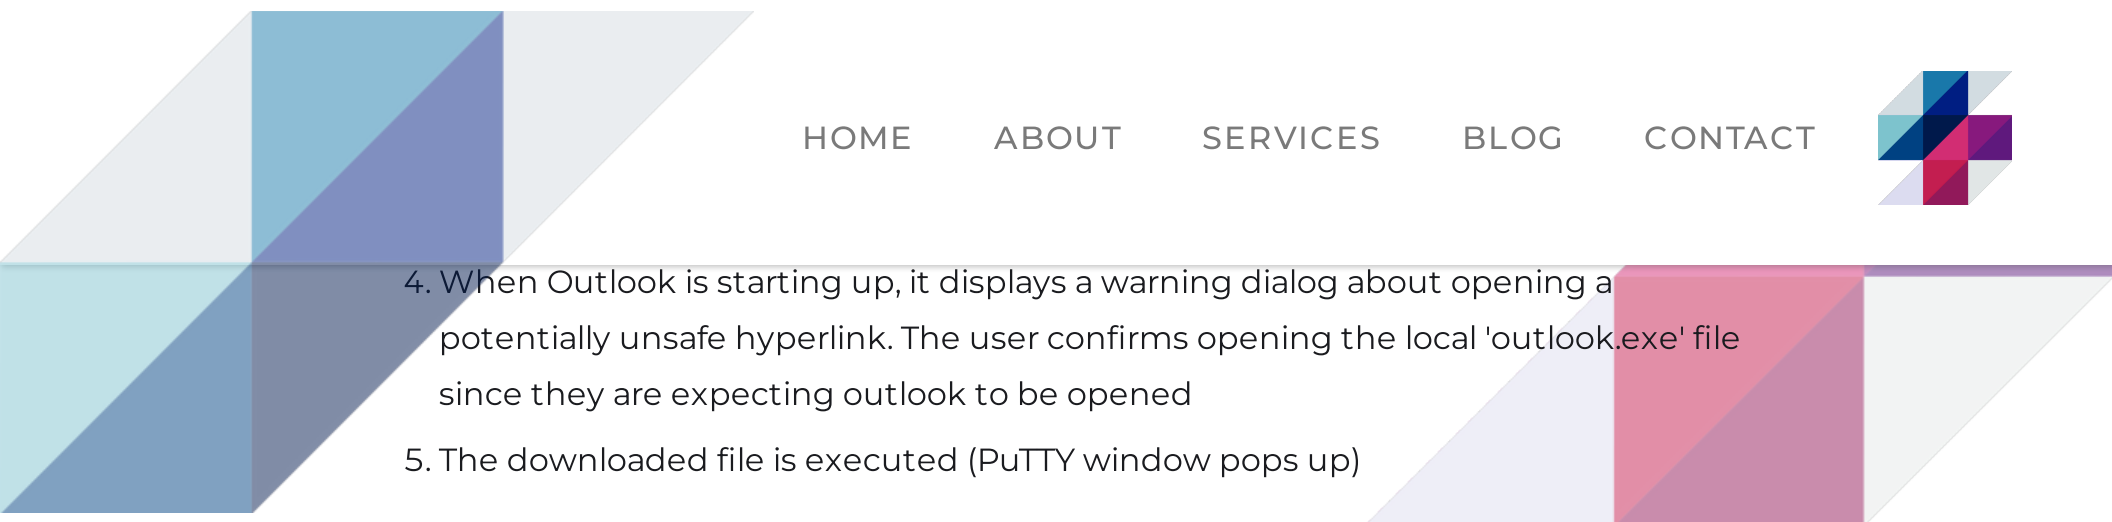 HOME ABOUT SERVICES BLOG CONTACT
4. When Outlook is starting up, it displays a warning dialog about opening a
potentially unsafe hyperlink. The user confirms opening the local 'outlook.exe' file
since they are expecting outlook to be opened
5. The downloaded file is executed (PuTTY window pops up)